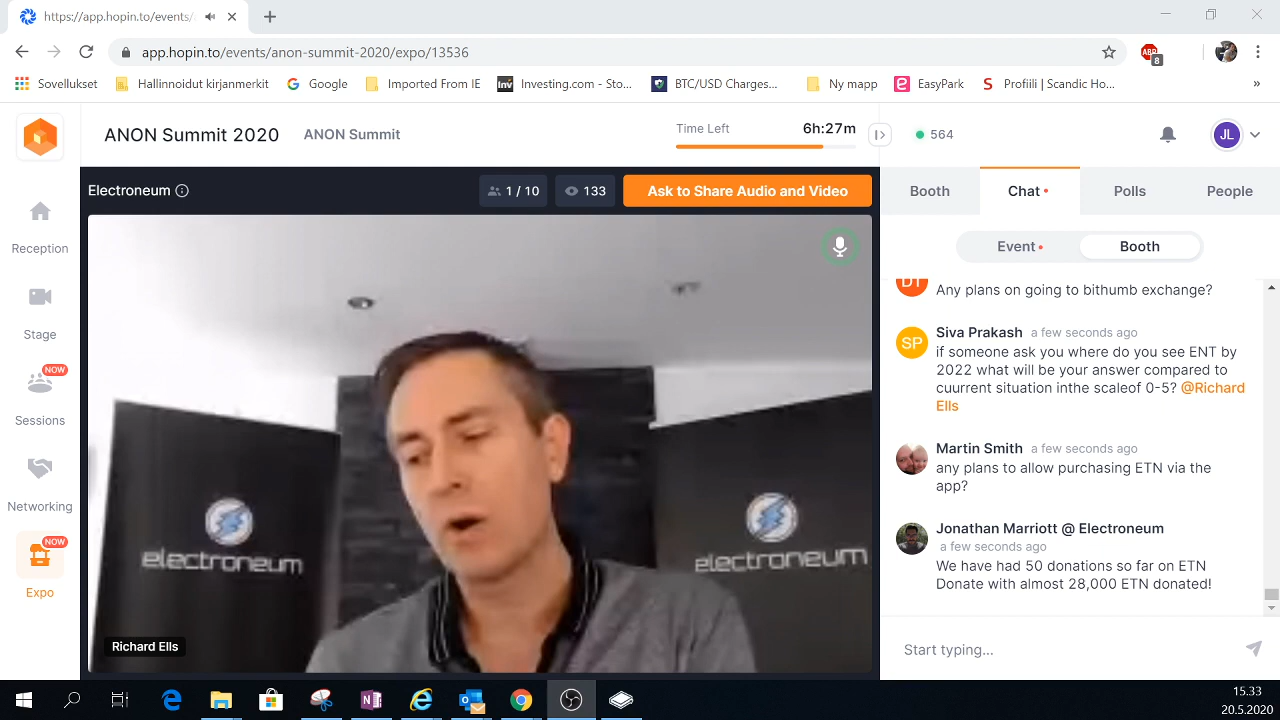 https://app.hopin.to/events/
app.hopin.to/events/anon-summit-2020/expo/13536
ABP
8
Sovellukset
Hallinnoidut kirjanmerkit
Google
Imported From IE
Inv
Investing.com - Sto...
BTC/USD Charges...
Ny mapp
EasyPark
S
Profiili | Scandic Ho...
»
ANON Summit 2020
ANON Summit
Time Left
6h:27m
564
JL
Reception
Stage
NOW
Sessions
Networking
NOW
Expo
Electroneum
1 / 10
133
Ask to Share Audio and Video
electroneum
electroneum
Richard Ells
Booth
Chat
Polls
People
Event
Booth
DT
Any plans on going to bithumb exchange?
SP
Siva Prakash a few seconds ago
if someone ask you where do you see ENT by
2022 what will be your answer compared to
cuurrent situation inthe scaleof 0-5? @Richard
Ells
Martin Smith a few seconds ago
any plans to allow purchasing ETN via the
app?
Jonathan Marriott @ Electroneum
a few seconds ago
We have had 50 donations so far on ETN
Donate with almost 28,000 ETN donated!
Start typing...
15.33
20.5.2020